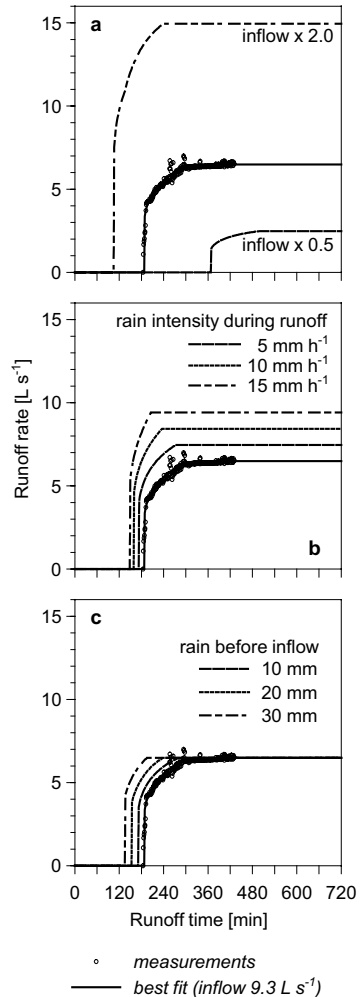 15
a
inflow x 2.0
10
5
inflow x 0.5
0
15
rain intensity during runoff
5 mm h⁻¹
10 mm h⁻¹
15 mm h⁻¹
10
Runoff rate [L s⁻¹]
5
b
0
15
c
rain before inflow
10 mm
20 mm
30 mm
10
5
0
0 120 240 360 480 600 720
Runoff time [min]
measurements
best fit (inflow 9.3 L s⁻¹)